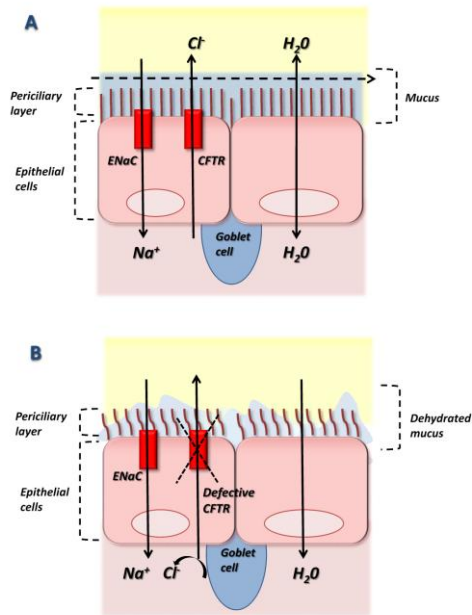 A
Cl-
H20
Periciliary
layer
Mucus
ENaC
CFTR
Epithelial
cells
Na+
Goblet
cell
H20
B
Periciliary
layer
Dehydrated
mucus
ENaC
Defective
CFTR
Epithelial
cells
Na+
Cl-
Goblet
cell
H20